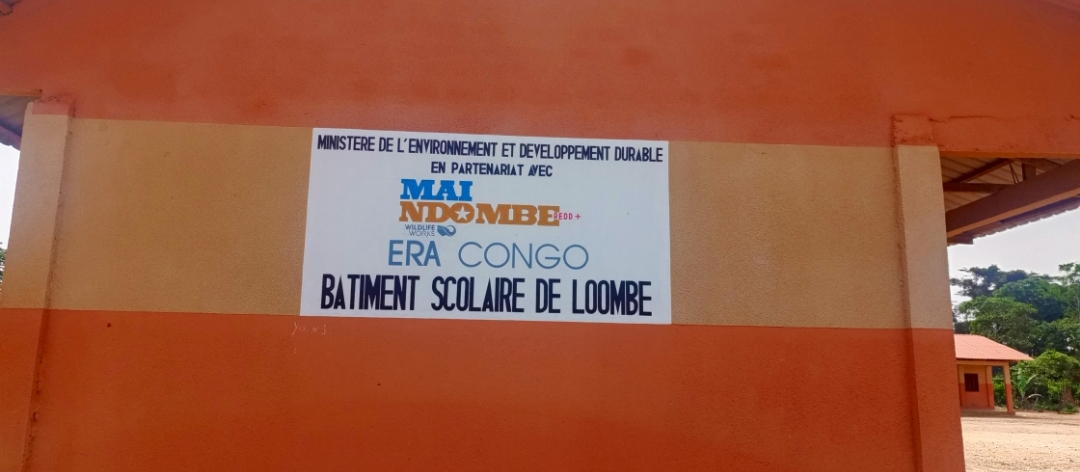 MINISTERE DE L'ENVIRONNEMENT ET DEVELOPPEMENT DURABLE
EN PARTENARIAT AVEC
MAI
NDOMBE REDD+
WILDLIFE
WORKS
ERA CONGO
BATIMENT SCOLAIRE DE LOOMBE